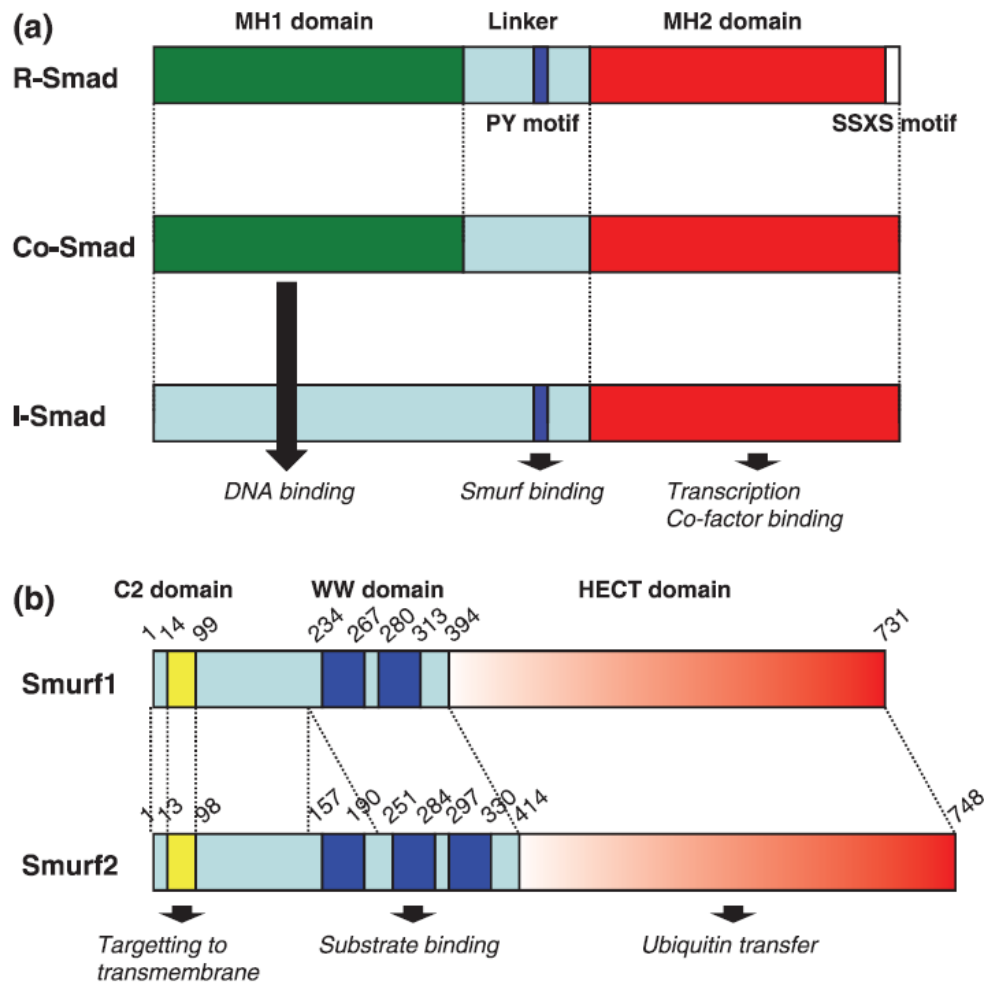 (a)
MH1 domain Linker MH2 domain
R-Smad
PY motif SSXS motif
Co-Smad
I-Smad
DNA binding Smurf binding Transcription
Co-factor binding
(b)
C2 domain WW domain HECT domain
1 14 99 234 267 280 313 394 731
Smurf1
1 13 98 157 190 251 284 297 330 414 748
Smurf2
Targetting to Substrate binding Ubiquitin transfer
transmembrane